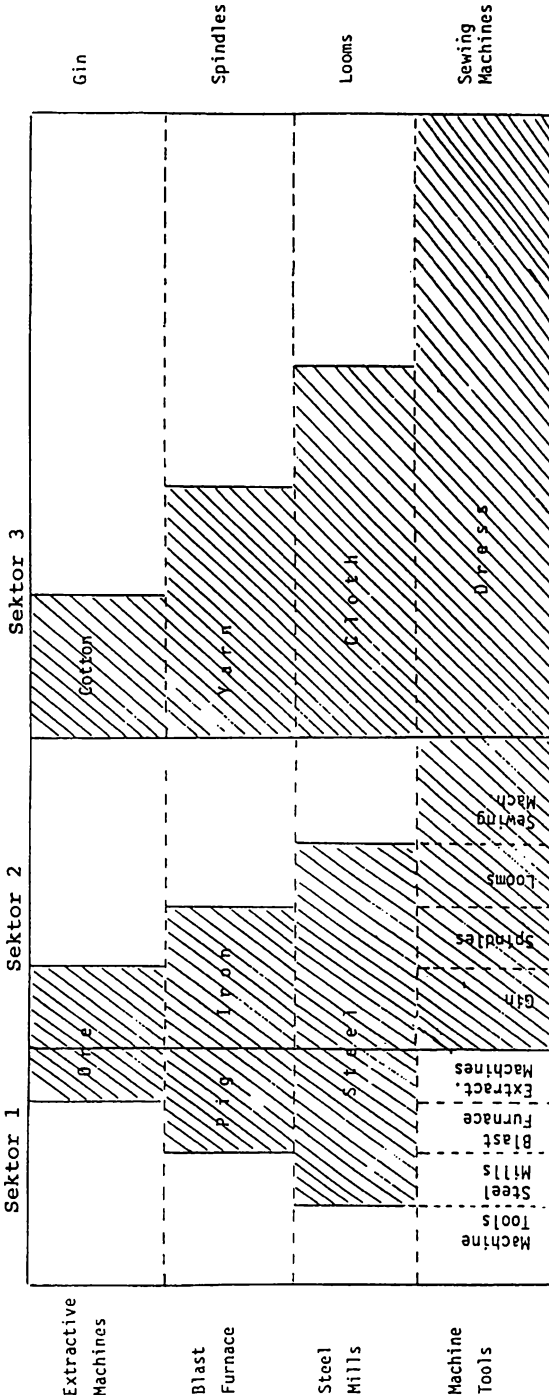 Sektor 1
Sektor 2
Sektor 3
Extractive
Machines
Blast
Furnace
Steel
Mills
Machine
Tools
Ore
Pig Iron
Steel
Machine
Tools
Steel
Mills
Blast
Furnace
Extract.
Machines
Gin
Spindles
Looms
Sewing
Mach
Cotton
Yarn
Cloth
Dress
Gin
Spindles
Looms
Sewing
Machines